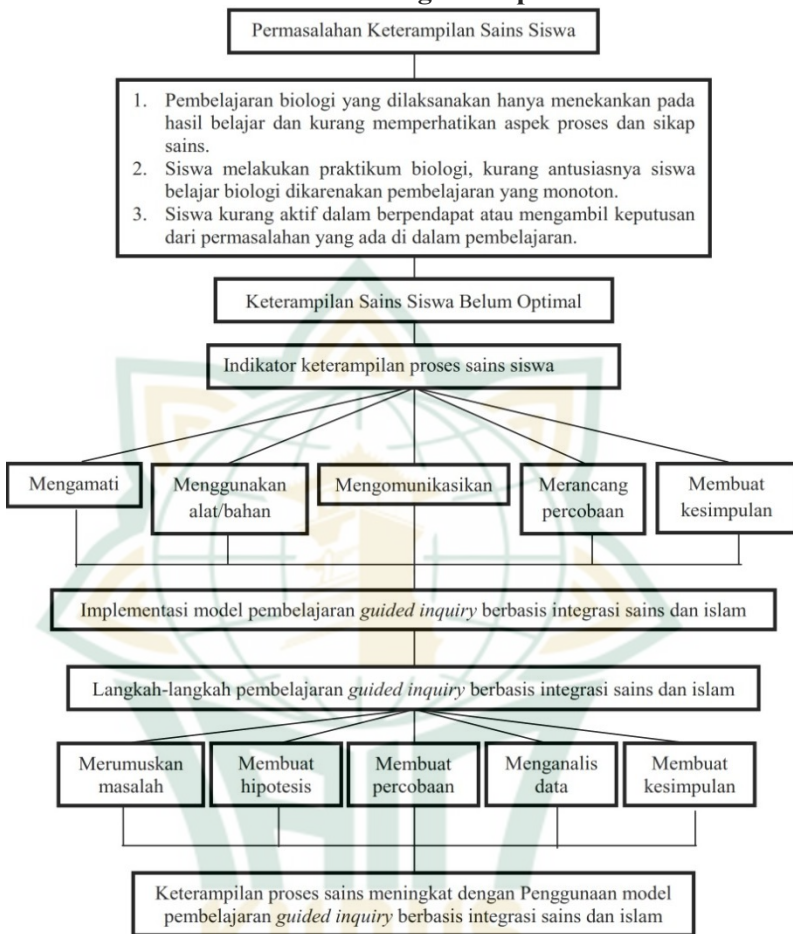 Permasalahan Keterampilan Sains Siswa
1. Pembelajaran biologi yang dilaksanakan hanya menekankan pada
hasil belajar dan kurang memperhatikan aspek proses dan sikap
sains.
2. Siswa melakukan praktikum biologi, kurang antusiasnya siswa
belajar biologi dikarenakan pembelajaran yang monoton.
3. Siswa kurang aktif dalam berpendapat atau mengambil keputusan
dari permasalahan yang ada di dalam pembelajaran.
Keterampilan Sains Siswa Belum Optimal
Indikator keterampilan proses sains siswa
Mengamati
Menggunakan
alat/bahan
Mengomunikasikan
Merancang
percobaan
Membuat
kesimpulan
Implementasi model pembelajaran guided inquiry berbasis integrasi sains dan islam
Langkah-langkah pembelajaran guided inquiry berbasis integrasi sains dan islam
Merumuskan
masalah
Membuat
hipotesis
Membuat
percobaan
Menganalis
data
Membuat
kesimpulan
Keterampilan proses sains meningkat dengan Penggunaan model
pembelajaran guided inquiry berbasis integrasi sains dan islam